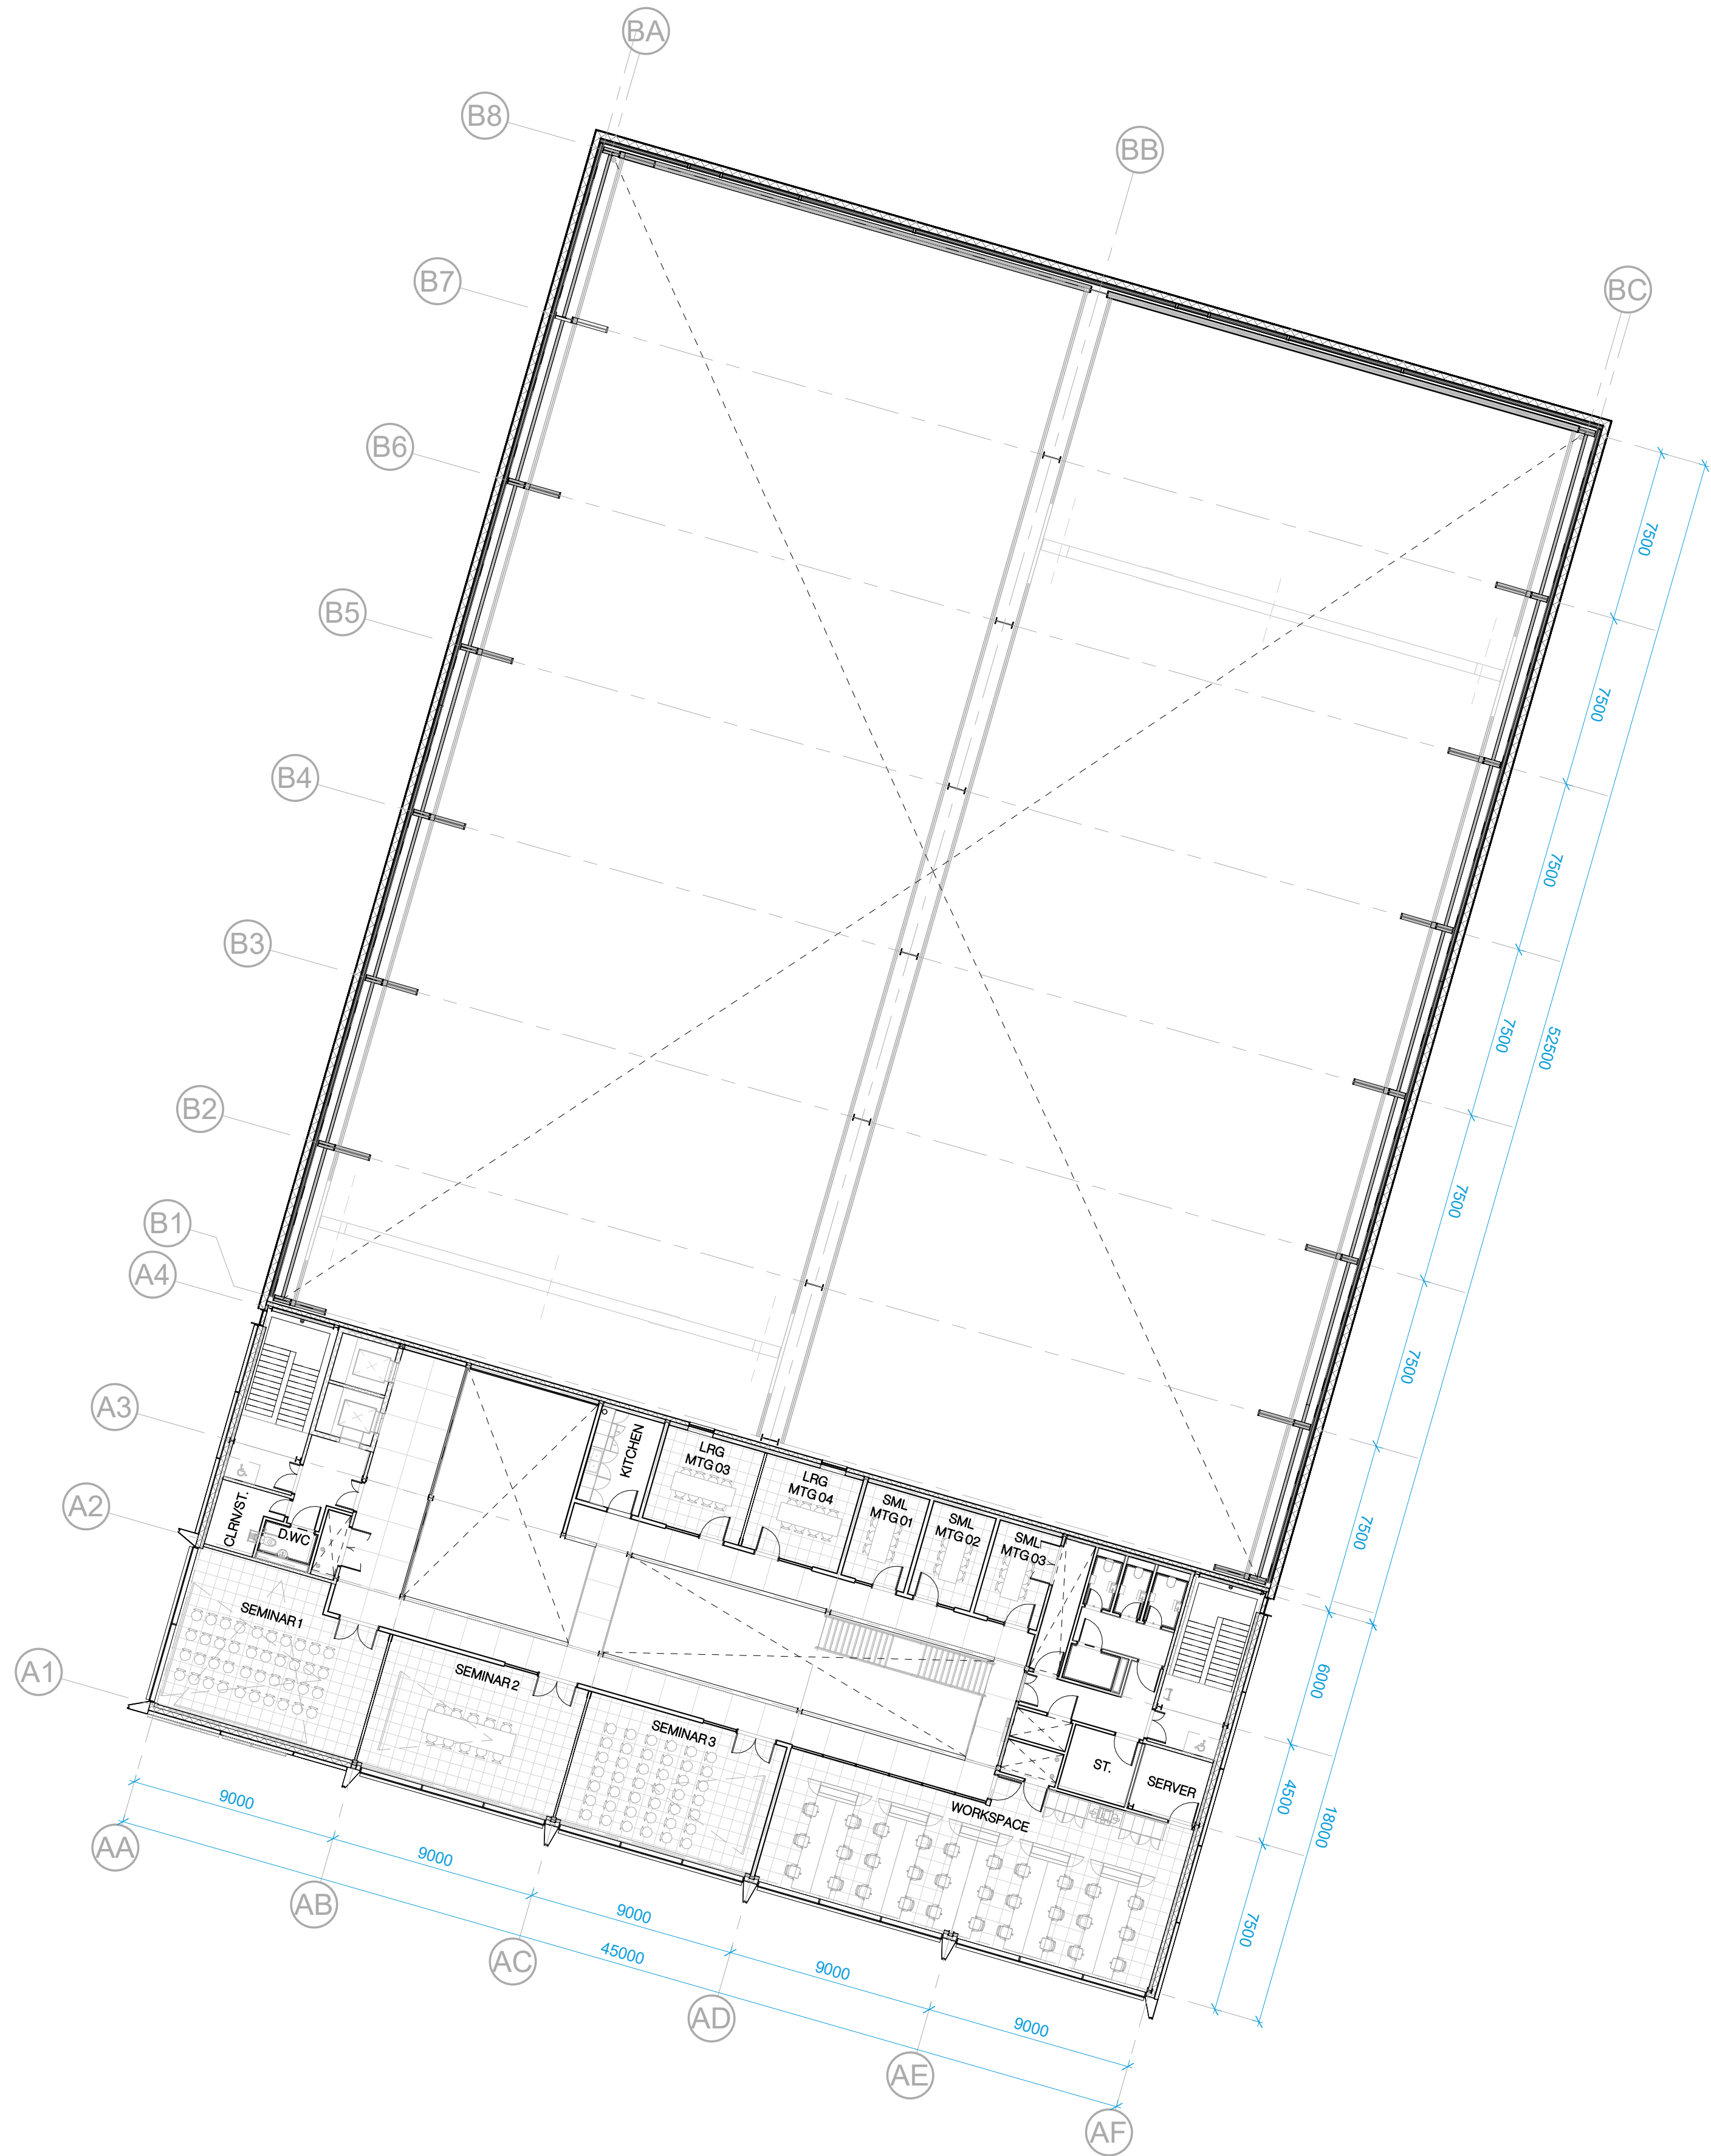 BA
B8
BB
B7
BC
B6
7500
B5
7500
B4
7500
B3
7500
52500
B2
7500
B1
A4
7500
A3
KITCHEN
LRG
MTG 03
LRG
MTG 04
SML
MTG 01
SML
MTG 02
SML
MTG 03
7500
A2
CLRN/ST.
D.WC
SEMINAR 1
A1
SEMINAR 2
SEMINAR 3
6000
ST.
SERVER
WORKSPACE
4500
18000
7500
9000
AA
9000
AB
9000
45000
AC
9000
AD
9000
AE
AF